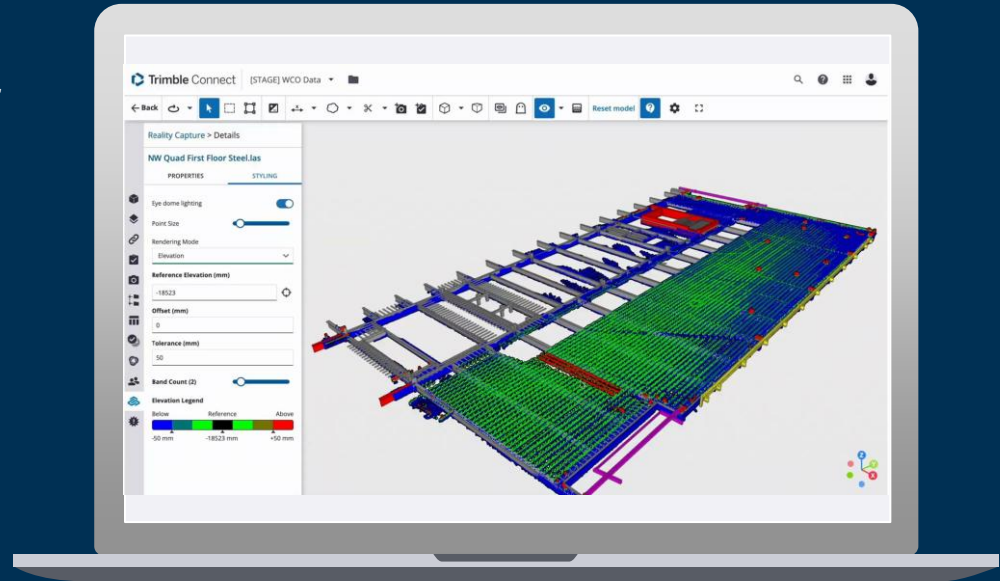 Trimble Connect [STAGE] WCO Data
Back Reset model
Reality Capture > Details
NW Quad First Floor Steel.las
PROPERTIES STYLING
Eye dome lighting
Point Size
Rendering Mode
Elevation
Reference Elevation (mm)
-18523
Offset (mm)
0
Tolerance (mm)
50
Band Count (2)
Elevation Legend
Below Reference Above
-50 mm -18523 mm +50 mm
Z
Y
X